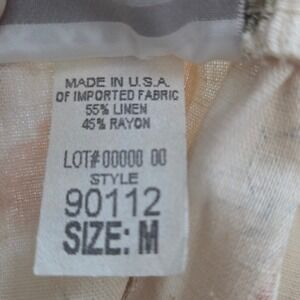 MADE IN U.S.A.
OF IMPORTED FABRIC
55% LINEN
45% RAYON
LOT# 00000 00
STYLE
90112
SIZE: M